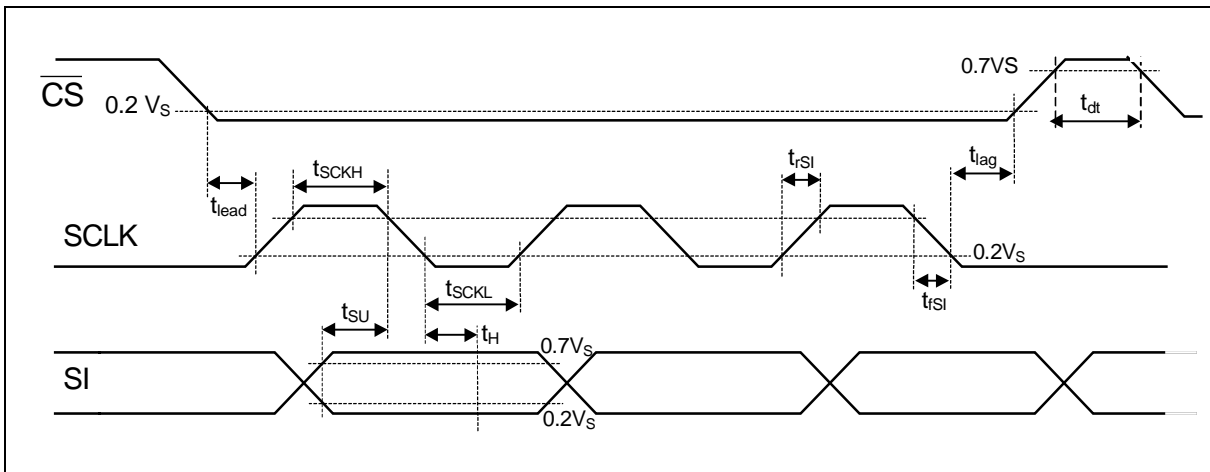 0.7VS
CS
0.2 VS
tdt
tSCKH
trSI
tlag
tlead
SCLK
0.2VS
tSCKL
tfSI
tSU
tH
0.7VS
SI
0.2VS